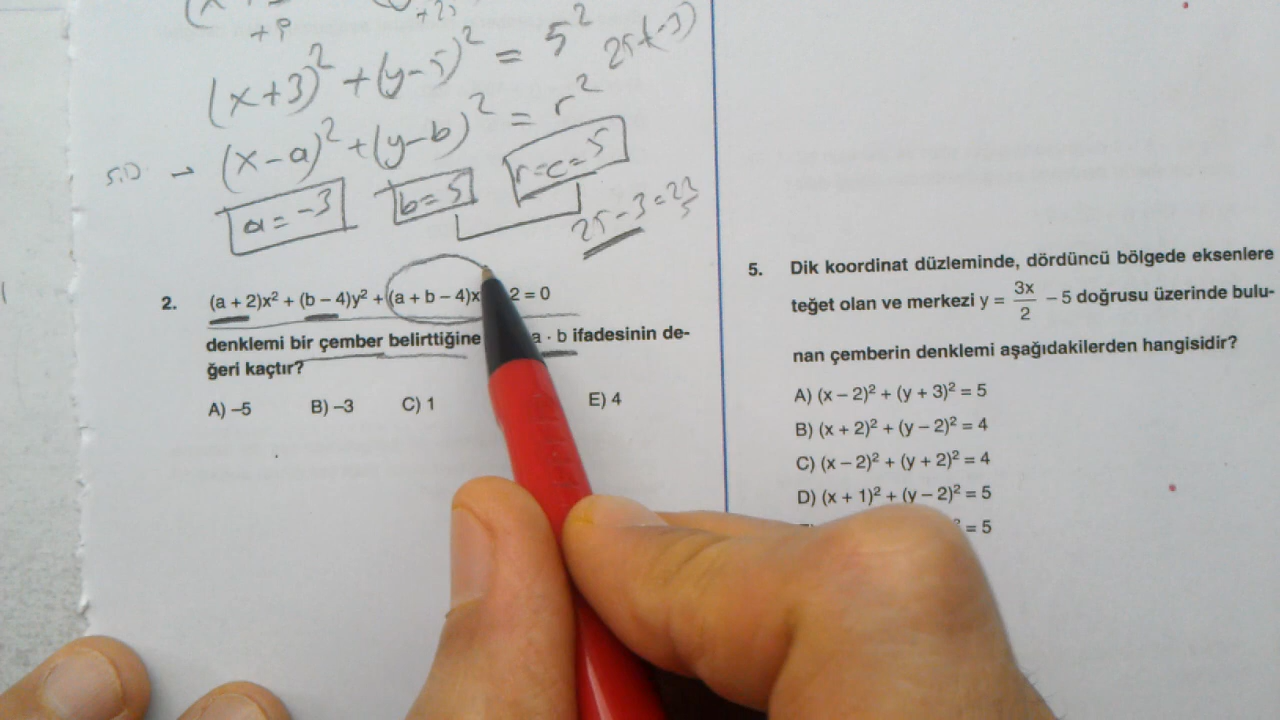 +9
+25
(x+3)² + (y-5)² = 5²
25+(-3)
S.D. → (x-a)² + (y-b)² = r²
a = -3 b = 5 r = c = 5
25-3=22
2. (a + 2)x² + (b – 4)y² + (a + b – 4)x 2 = 0
denklemi bir çember belirttiğine a · b ifadesinin de-
ğeri kaçtır?
A) –5 B) –3 C) 1 E) 4
5. Dik koordinat düzleminde, dördüncü bölgede eksenlere
teğet olan ve merkezi y = 3x/2 – 5 doğrusu üzerinde bulu-
nan çemberin denklemi aşağıdakilerden hangisidir?
A) (x – 2)² + (y + 3)² = 5
B) (x + 2)² + (y – 2)² = 4
C) (x – 2)² + (y + 2)² = 4
D) (x + 1)² + (y – 2)² = 5
² = 5